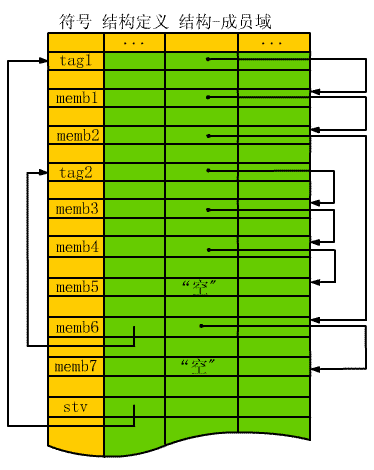 符号 结构定义 结构-成员域
... ...
tag1
memb1
memb2
tag2
memb3
memb4
memb5 “空”
memb6
memb7 “空”
stv